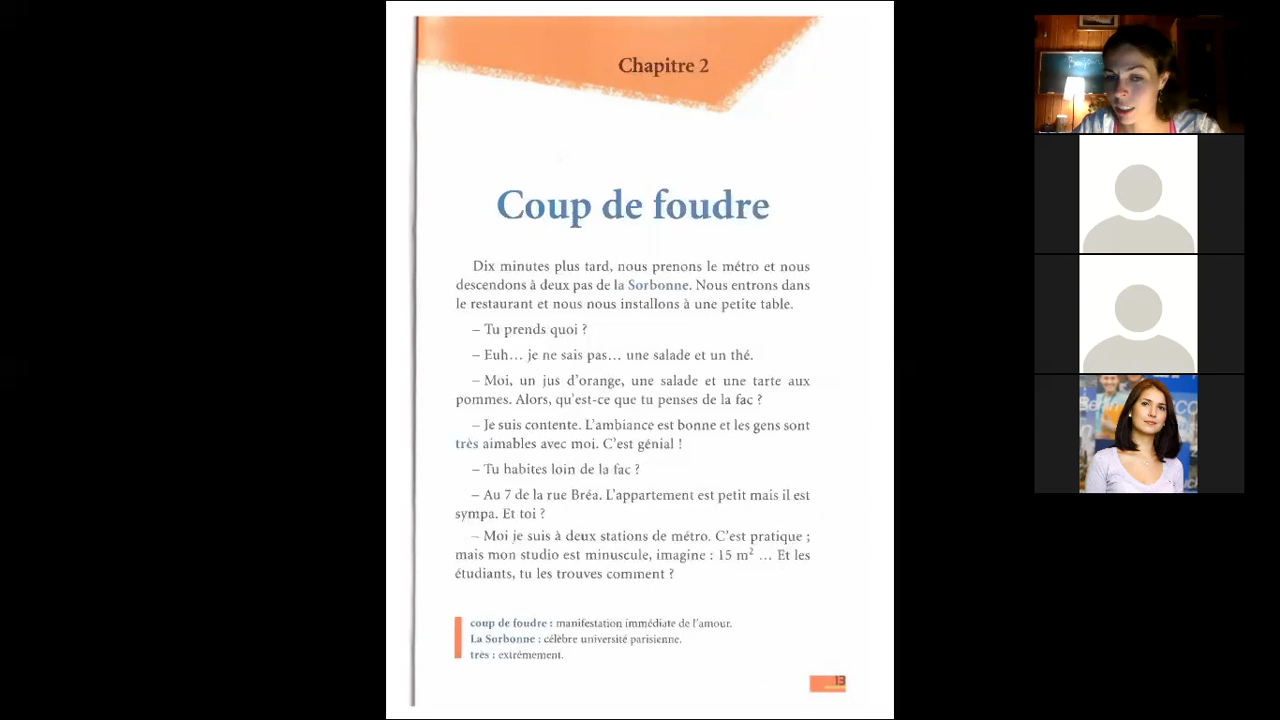 Chapitre 2
Coup de foudre
Dix minutes plus tard, nous prenons le métro et nous
descendons à deux pas de la Sorbonne. Nous entrons dans
le restaurant et nous nous installons à une petite table.
– Tu prends quoi ?
– Euh… je ne sais pas… une salade et un thé.
– Moi, un jus d'orange, une salade et une tarte aux
pommes. Alors, qu'est-ce que tu penses de la fac ?
– Je suis contente. L'ambiance est bonne et les gens sont
très aimables avec moi. C'est génial !
– Tu habites loin de la fac ?
– Au 7 de la rue Bréa. L'appartement est petit mais il est
sympa. Et toi ?
– Moi je suis à deux stations de métro. C'est pratique ;
mais mon studio est minuscule, imagine : 15 m² … Et les
étudiants, tu les trouves comment ?
coup de foudre : manifestation immédiate de l'amour.
La Sorbonne : célèbre université parisienne.
très : extrêmement.
13
Bonjour